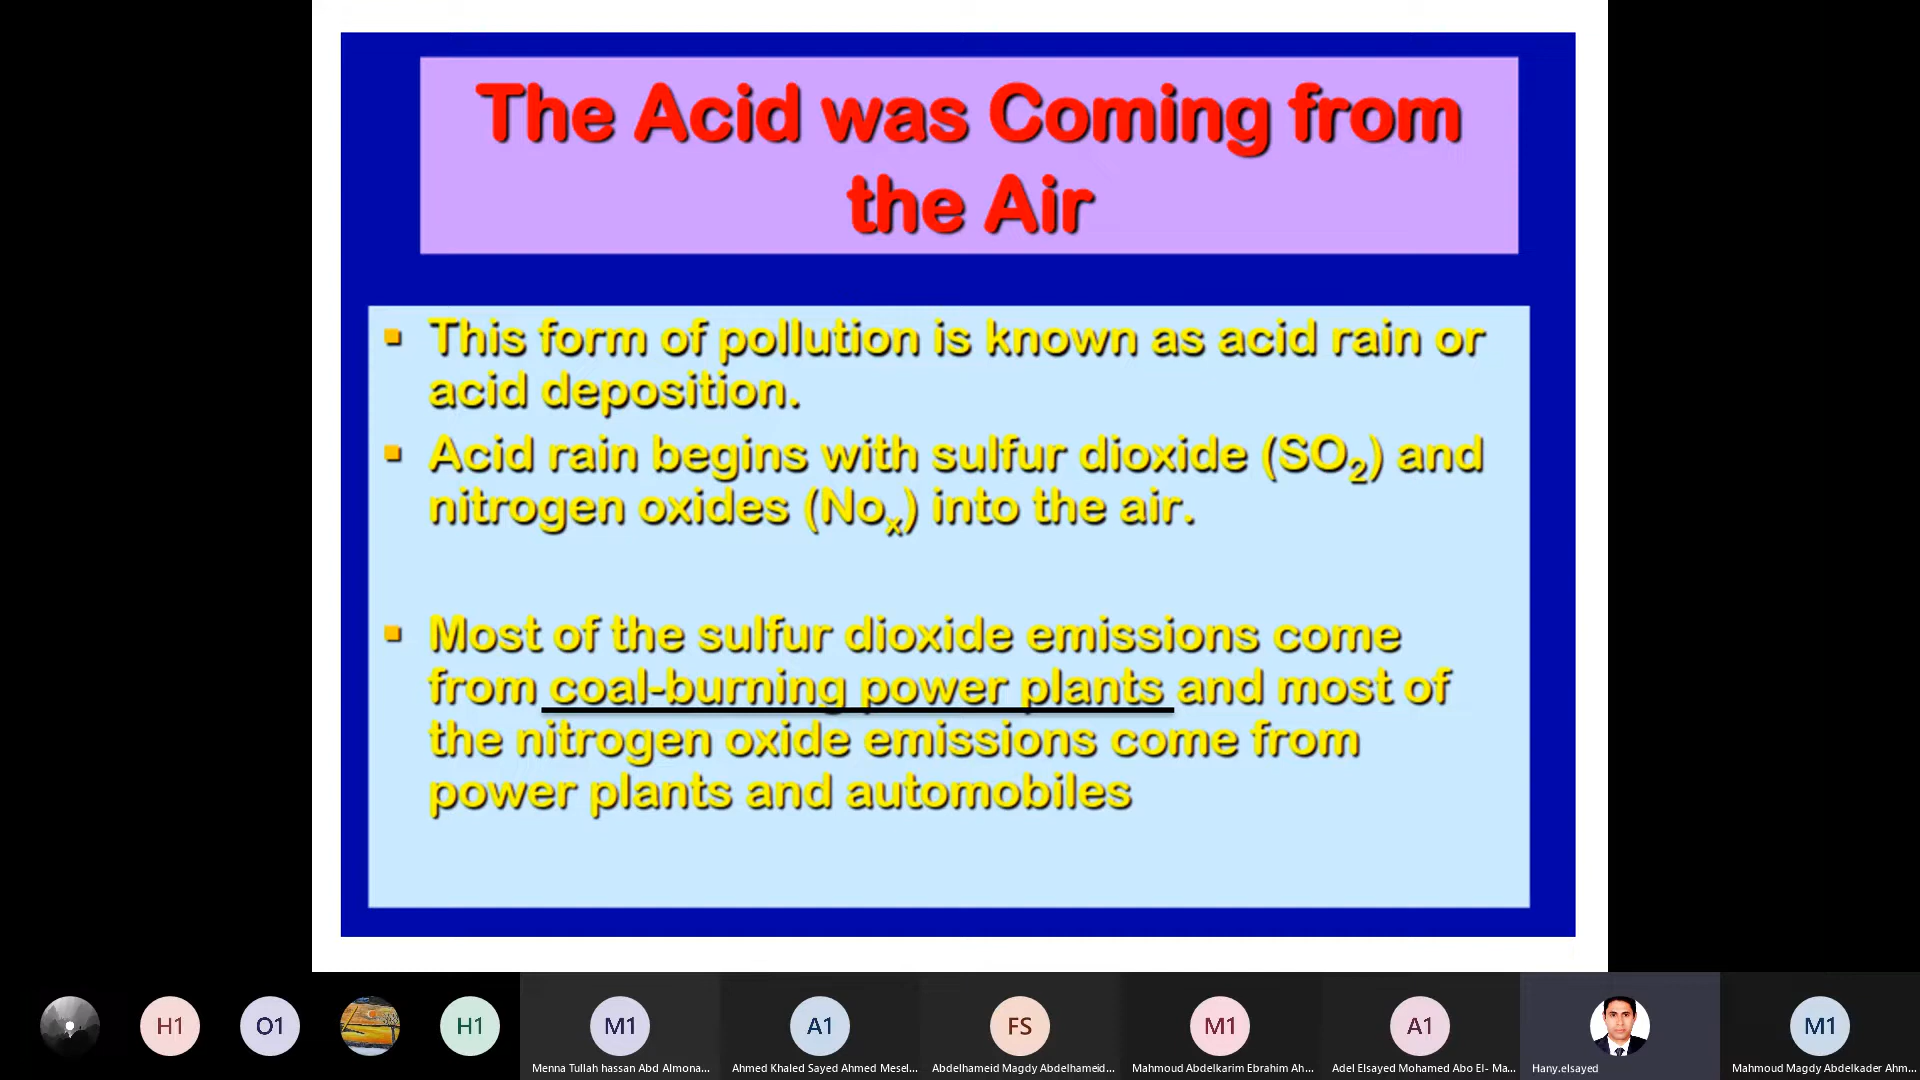 The Acid was Coming from
the Air
▪ This form of pollution is known as acid rain or
acid deposition.
▪ Acid rain begins with sulfur dioxide (SO₂) and
nitrogen oxides (Noₓ) into the air.
▪ Most of the sulfur dioxide emissions come
from coal-burning power plants and most of
the nitrogen oxide emissions come from
power plants and automobiles
H1
O1
H1
M1
A1
FS
M1
A1
M1
Menna Tullah hassan Abd Almona...
Ahmed Khaled Sayed Ahmed Mesel...
Abdelhameid Magdy Abdelhameid...
Mahmoud Abdelkarim Ebrahim Ah...
Adel Elsayed Mohamed Abo El- Ma...
Hany.elsayed
Mahmoud Magdy Abdelkader Ahm...